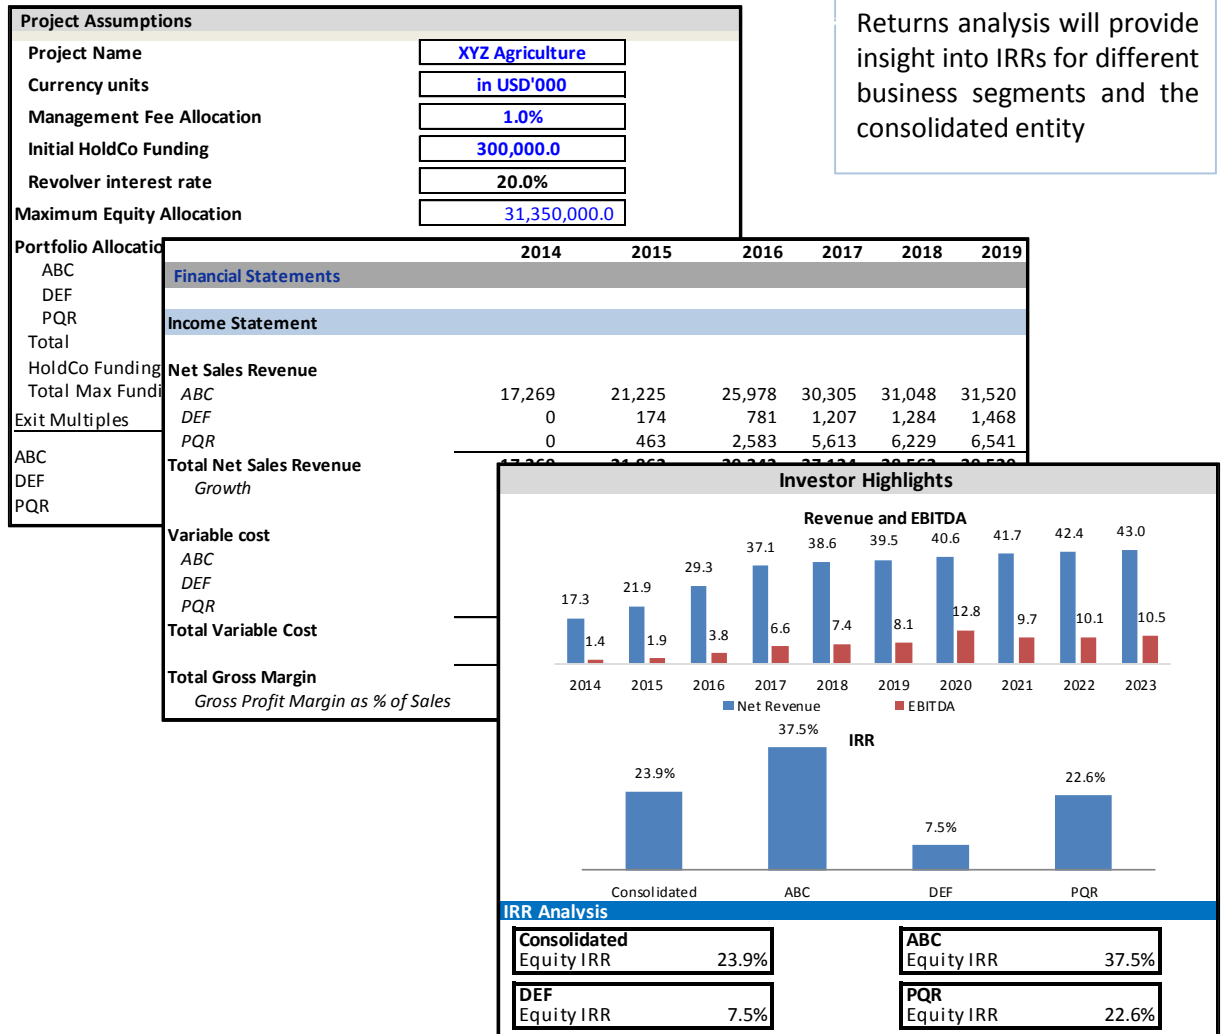 Project Assumptions
Project Name XYZ Agriculture
Currency units in USD'000
Management Fee Allocation 1.0%
Initial HoldCo Funding 300,000.0
Revolver interest rate 20.0%
Maximum Equity Allocation 31,350,000.0
Portfolio
ABC
DEF
PQR
Total
HoldCo Funding
Total Max
Exit Multiples
ABC
DEF
PQR
Returns analysis will provide
insight into IRRs for different
business segments and the
consolidated entity
2014 2015 2016 2017 2018 2019
Financial Statements
Income Statement
Net Sales Revenue
ABC 17,269 21,225 25,978 30,305 31,048 31,520
DEF 0 174 781 1,207 1,284 1,468
PQR 0 463 2,583 5,613 6,229 6,541
Total Net Sales Revenue
Growth
Variable cost
ABC
DEF
PQR
Total Variable Cost
Total Gross Margin
Gross Profit Margin as % of Sales
Investor Highlights
Revenue and EBITDA
17.3 21.9 29.3 37.1 38.6 39.5 40.6 41.7 42.4 43.0
1.4 1.9 3.8 6.6 7.4 8.1 12.8 9.7 10.1 10.5
2014 2015 2016 2017 2018 2019 2020 2021 2022 2023
Net Revenue EBITDA
IRR
23.9% 37.5% 7.5% 22.6%
Consolidated ABC DEF PQR
IRR Analysis
Consolidated
Equity IRR 23.9%
ABC
Equity IRR 37.5%
DEF
Equity IRR 7.5%
PQR
Equity IRR 22.6%